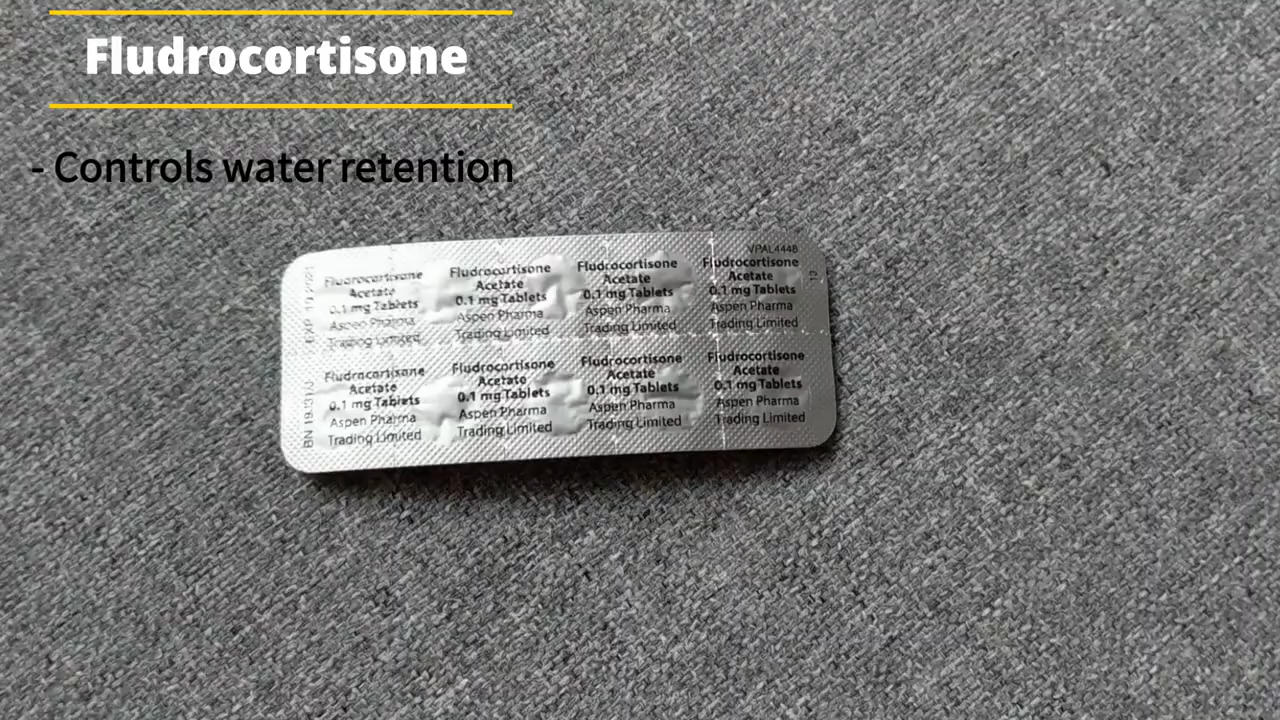 Fludrocortisone
- Controls water retention
VPAL4448
Fludrocortisone
Acetate
0.1 mg Tablets
Aspen Pharma
Trading Limited
Fludrocortisone
Acetate
0.1 mg Tablets
Aspen Pharma
Trading Limited
Fludrocortisone
Acetate
0.1 mg Tablets
Aspen Pharma
Trading Limited
Fludrocortisone
Acetate
0.1 mg Tablets
Aspen Pharma
Trading Limited
Fludrocortisone
Acetate
0.1 mg Tablets
Aspen Pharma
Trading Limited
Fludrocortisone
Acetate
0.1 mg Tablets
Aspen Pharma
Trading Limited
Fludrocortisone
Acetate
0.1 mg Tablets
Aspen Pharma
Trading Limited
Fludrocortisone
Acetate
0.1 mg Tablets
Aspen Pharma
Trading Limited
EXP
BN